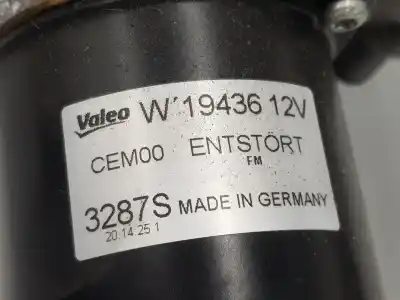 Valeo W'19436 12V
CEM00 ENTSTÖRT
FM
3287S MADE IN GERMANY
20.14.25 1